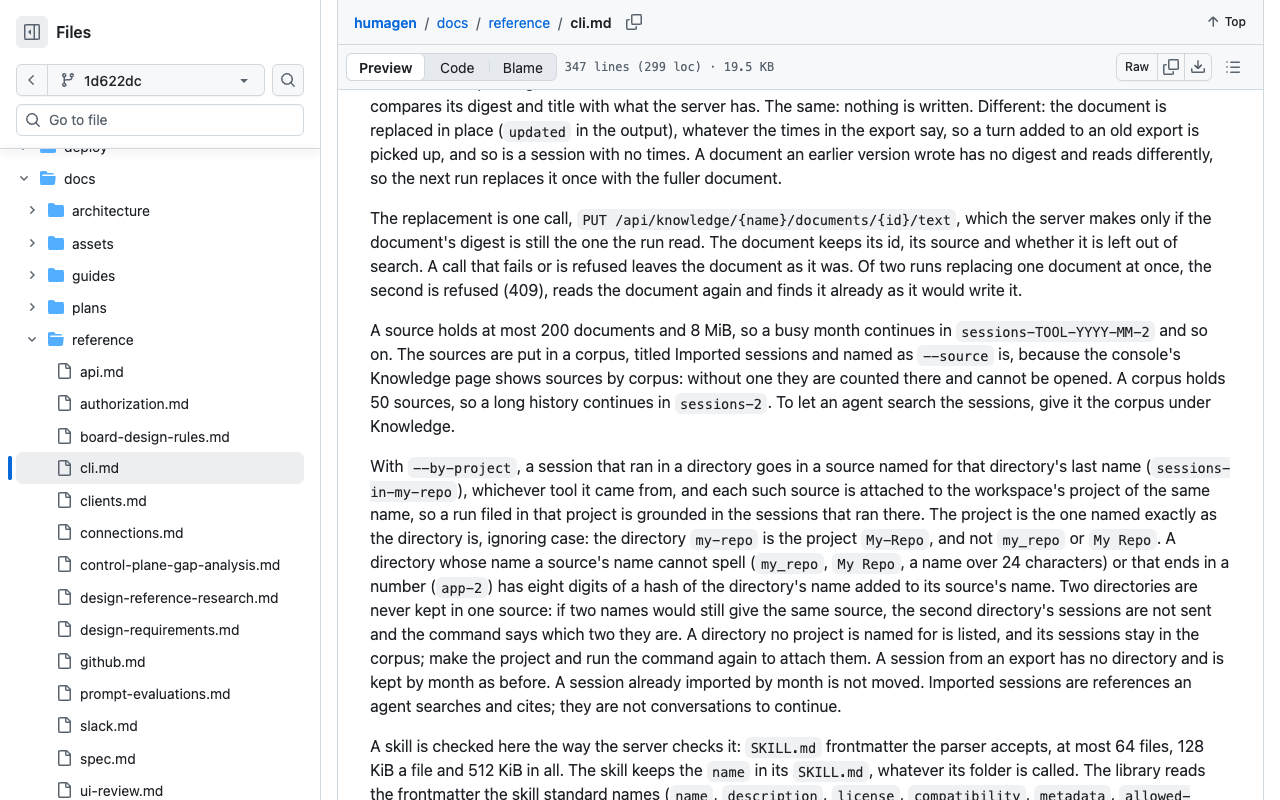 Files
humagen / docs / reference / cli.md
Top
1d622dc
Preview
Code
Blame
347 lines (299 loc) · 19.5 KB
Raw
Go to file
deploy
docs
architecture
assets
guides
plans
reference
api.md
authorization.md
board-design-rules.md
cli.md
clients.md
connections.md
control-plane-gap-analysis.md
design-reference-research.md
design-requirements.md
github.md
prompt-evaluations.md
slack.md
spec.md
ui-review.md
compares its digest and title with what the server has. The same: nothing is written. Different: the document is
replaced in place ( updated in the output), whatever the times in the export say, so a turn added to an old export is
picked up, and so is a session with no times. A document an earlier version wrote has no digest and reads differently,
so the next run replaces it once with the fuller document.
The replacement is one call, PUT /api/knowledge/{name}/documents/{id}/text , which the server makes only if the
document's digest is still the one the run read. The document keeps its id, its source and whether it is left out of
search. A call that fails or is refused leaves the document as it was. Of two runs replacing one document at once, the
second is refused (409), reads the document again and finds it already as it would write it.
A source holds at most 200 documents and 8 MiB, so a busy month continues in sessions-TOOL-YYYY-MM-2 and so
on. The sources are put in a corpus, titled Imported sessions and named as --source is, because the console's
Knowledge page shows sources by corpus: without one they are counted there and cannot be opened. A corpus holds
50 sources, so a long history continues in sessions-2 . To let an agent search the sessions, give it the corpus under
Knowledge.
With --by-project , a session that ran in a directory goes in a source named for that directory's last name ( sessions-
in-my-repo ), whichever tool it came from, and each such source is attached to the workspace's project of the same
name, so a run filed in that project is grounded in the sessions that ran there. The project is the one named exactly as
the directory is, ignoring case: the directory my-repo is the project My-Repo , and not my_repo or My Repo . A
directory whose name a source's name cannot spell ( my_repo , My Repo , a name over 24 characters) or that ends in a
number ( app-2 ) has eight digits of a hash of the directory's name added to its source's name. Two directories are
never kept in one source: if two names would still give the same source, the second directory's sessions are not sent
and the command says which two they are. A directory no project is named for is listed, and its sessions stay in the
corpus; make the project and run the command again to attach them. A session from an export has no directory and is
kept by month as before. A session already imported by month is not moved. Imported sessions are references an
agent searches and cites; they are not conversations to continue.
A skill is checked here the way the server checks it: SKILL.md frontmatter the parser accepts, at most 64 files, 128
KiB a file and 512 KiB in all. The skill keeps the name in its SKILL.md , whatever its folder is called. The library reads
the frontmatter the skill standard names ( name , description , license , compatibility , metadata , allowed-